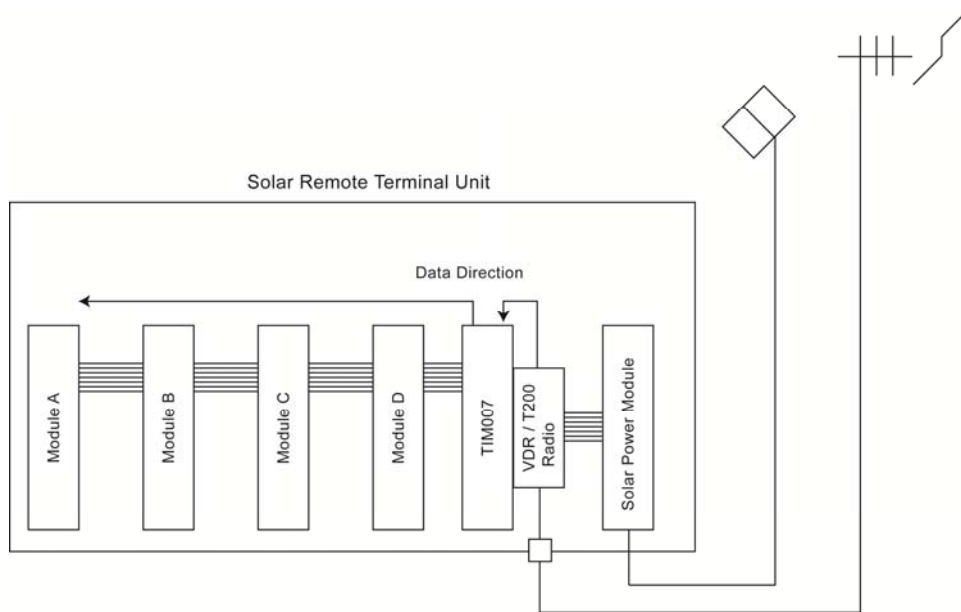 Solar Remote Terminal Unit
Data Direction
Module A
Module B
Module C
Module D
TIM007
VDR / T200
Radio
Solar Power Module